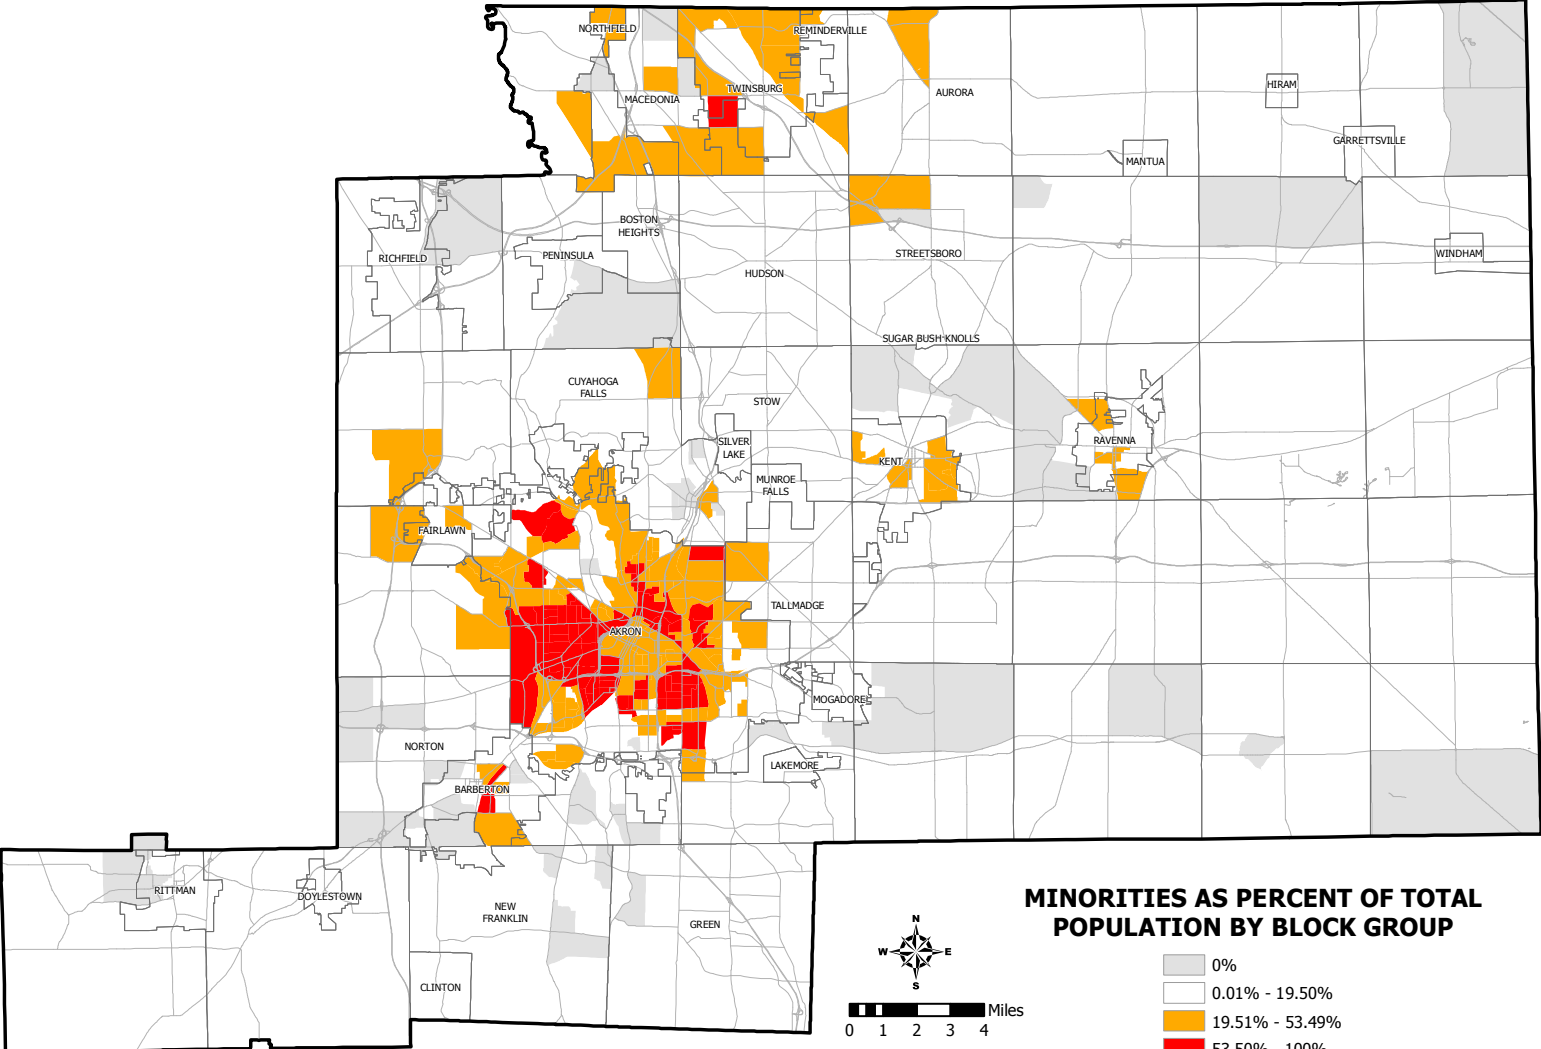 NORTHFIELD
REMINDERVILLE
TWINSBURG
MACEDONIA
AURORA
HIRAM
GARRETTSVILLE
MANTUA
BOSTON
HEIGHTS
RICHFIELD
PENINSULA
HUDSON
STREETSBORO
WINDHAM
SUGAR BUSH KNOLLS
CUYAHOGA
FALLS
STOW
SILVER
LAKE
KENT
RAVENNA
MUNROE
FALLS
FAIRLAWN
TALLMADGE
AKRON
MOGADORE
NORTON
LAKEMORE
BARBERTON
RITTMAN
DOYLESTOWN
NEW
FRANKLIN
GREEN
CLINTON
MINORITIES AS PERCENT OF TOTAL
POPULATION BY BLOCK GROUP
N
W E
S
Miles
0 1 2 3 4
0%
0.01% - 19.50%
19.51% - 53.49%
53.50% - 100%